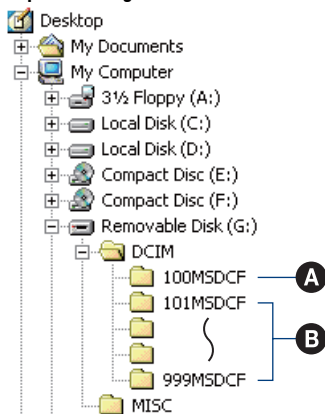 Desktop
My Documents
My Computer
3½ Floppy (A:)
Local Disk (C:)
Local Disk (D:)
Compact Disc (E:)
Compact Disc (F:)
Removable Disk (G:)
DCIM
100MSDCF
A
101MSDCF
B
999MSDCF
MISC